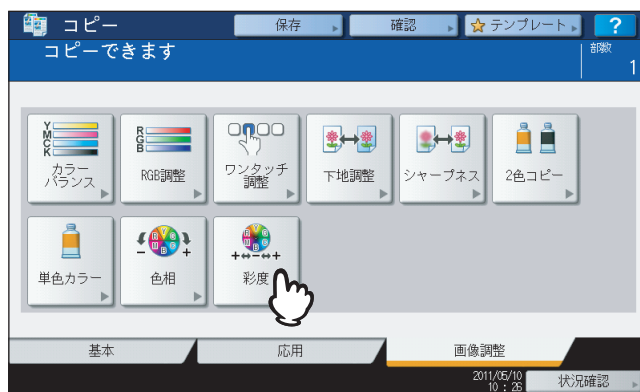 コピー
保存
確認
テンプレート
?
コピーできます
部数
1
Y
M
C
K
カラー
バランス
R
G
B
RGB調整
ワンタッチ
調整
下地調整
シャープネス
2色コピー
単色カラー
- +
色相
+↔-↔+
彩度
基本
応用
画像調整
2011/05/10
10:26
状況確認